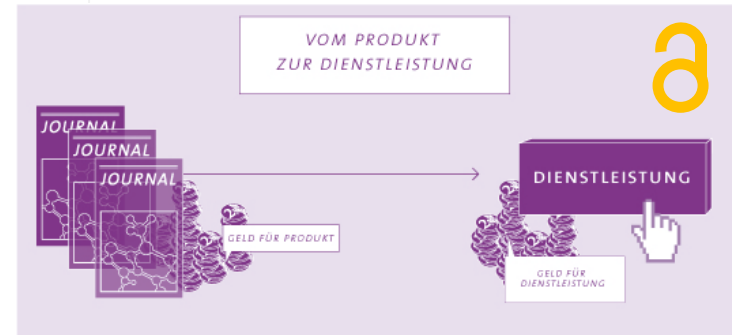 VOM PRODUKT
ZUR DIENSTLEISTUNG
JOURNAL
JOURNAL
JOURNAL
GELD FÜR PRODUKT
DIENSTLEISTUNG
GELD FÜR
DIENSTLEISTUNG